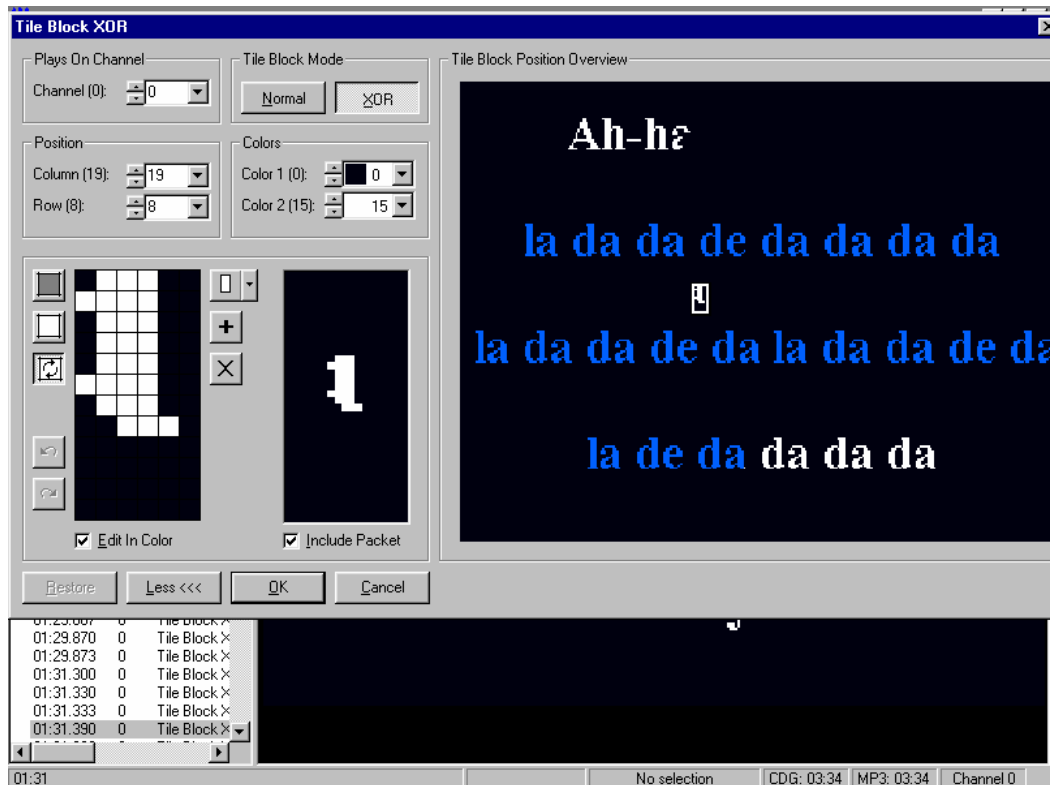 Tile Block XOR
Plays On Channel
Channel (0): 0
Tile Block Mode
Normal XOR
Position
Column (19): 19
Row (8): 8
Colors
Color 1 (0): 0
Color 2 (15): 15
Edit In Color
Include Packet
Restore Less <<< OK Cancel
Tile Block Position Overview
Ah-ha
la da da de da da da da
la da da de da la da da de da
la de da da da da
01:29.870 0 Tile Block X
01:29.873 0 Tile Block X
01:31.300 0 Tile Block X
01:31.330 0 Tile Block X
01:31.333 0 Tile Block X
01:31.390 0 Tile Block X
01:31 No selection CDG: 03:34 MP3: 03:34 Channel 0